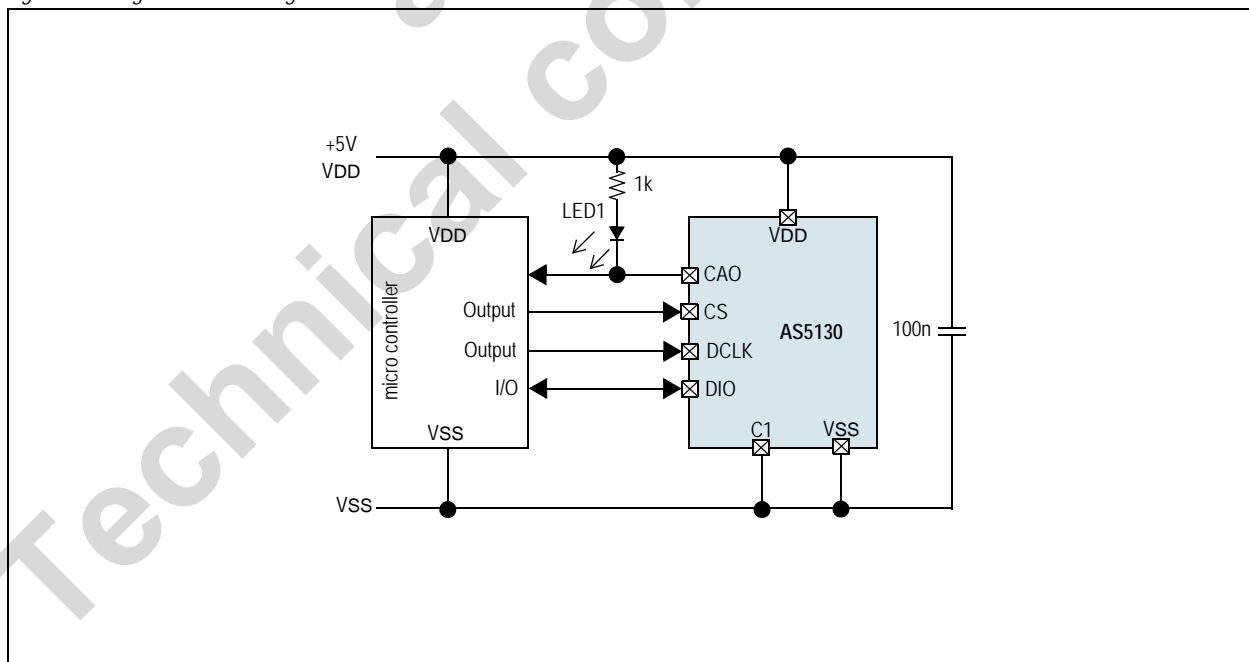 +5V
VDD
1k
LED1
VDD
VDD
CAO
micro controller
Output
CS
AS5130
100n
Output
DCLK
I/O
DIO
VSS
C1
VSS
VSS
Technical co